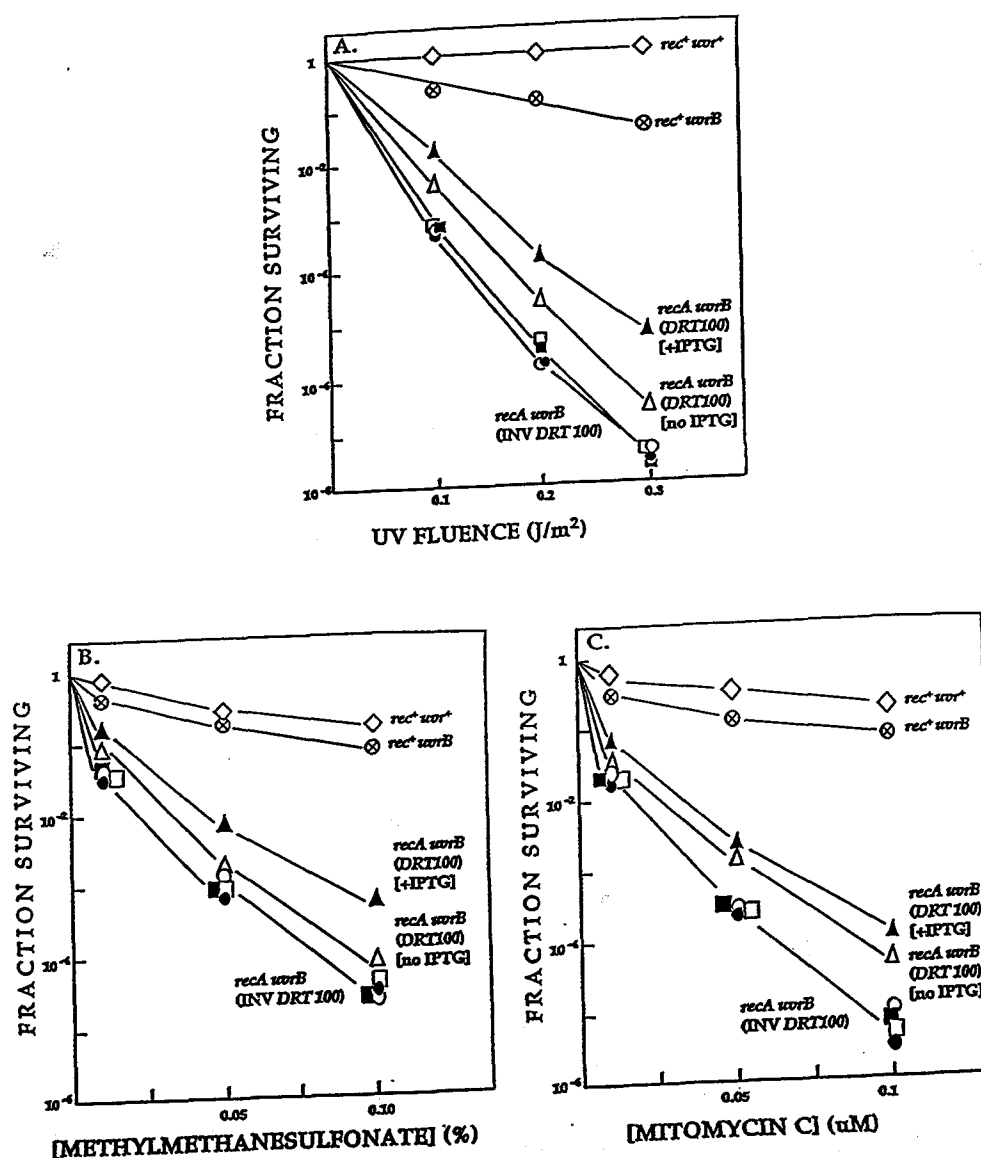 A.
rec⁺ uvr⁺
1
rec⁺ uvrB
10⁻²
FRACTION SURVIVING
10⁻⁴
recA uvrB
(DRT100)
[+IPTG]
10⁻⁶
recA uvrB
(DRT100)
[no IPTG]
recA uvrB
(INV DRT 100)
10⁻⁸
0.1
0.2
0.3
UV FLUENCE (J/m²)
B.
1
rec⁺ uvr⁺
rec⁺ uvrB
10⁻²
FRACTION SURVIVING
recA uvrB
(DRT100)
[+IPTG]
recA uvrB
(DRT100)
[no IPTG]
10⁻⁴
recA uvrB
(INV DRT 100)
10⁻⁶
0.05
0.10
[METHYLMETHANESULFONATE] (%)
C.
1
rec⁺ uvr⁺
rec⁺ uvrB
10⁻²
FRACTION SURVIVING
recA uvrB
(DRT100)
[+IPTG]
10⁻⁴
recA uvrB
(DRT100)
[no IPTG]
recA uvrB
(INV DRT100)
10⁻⁶
0.05
0.1
[MITOMYCIN C] (uM)